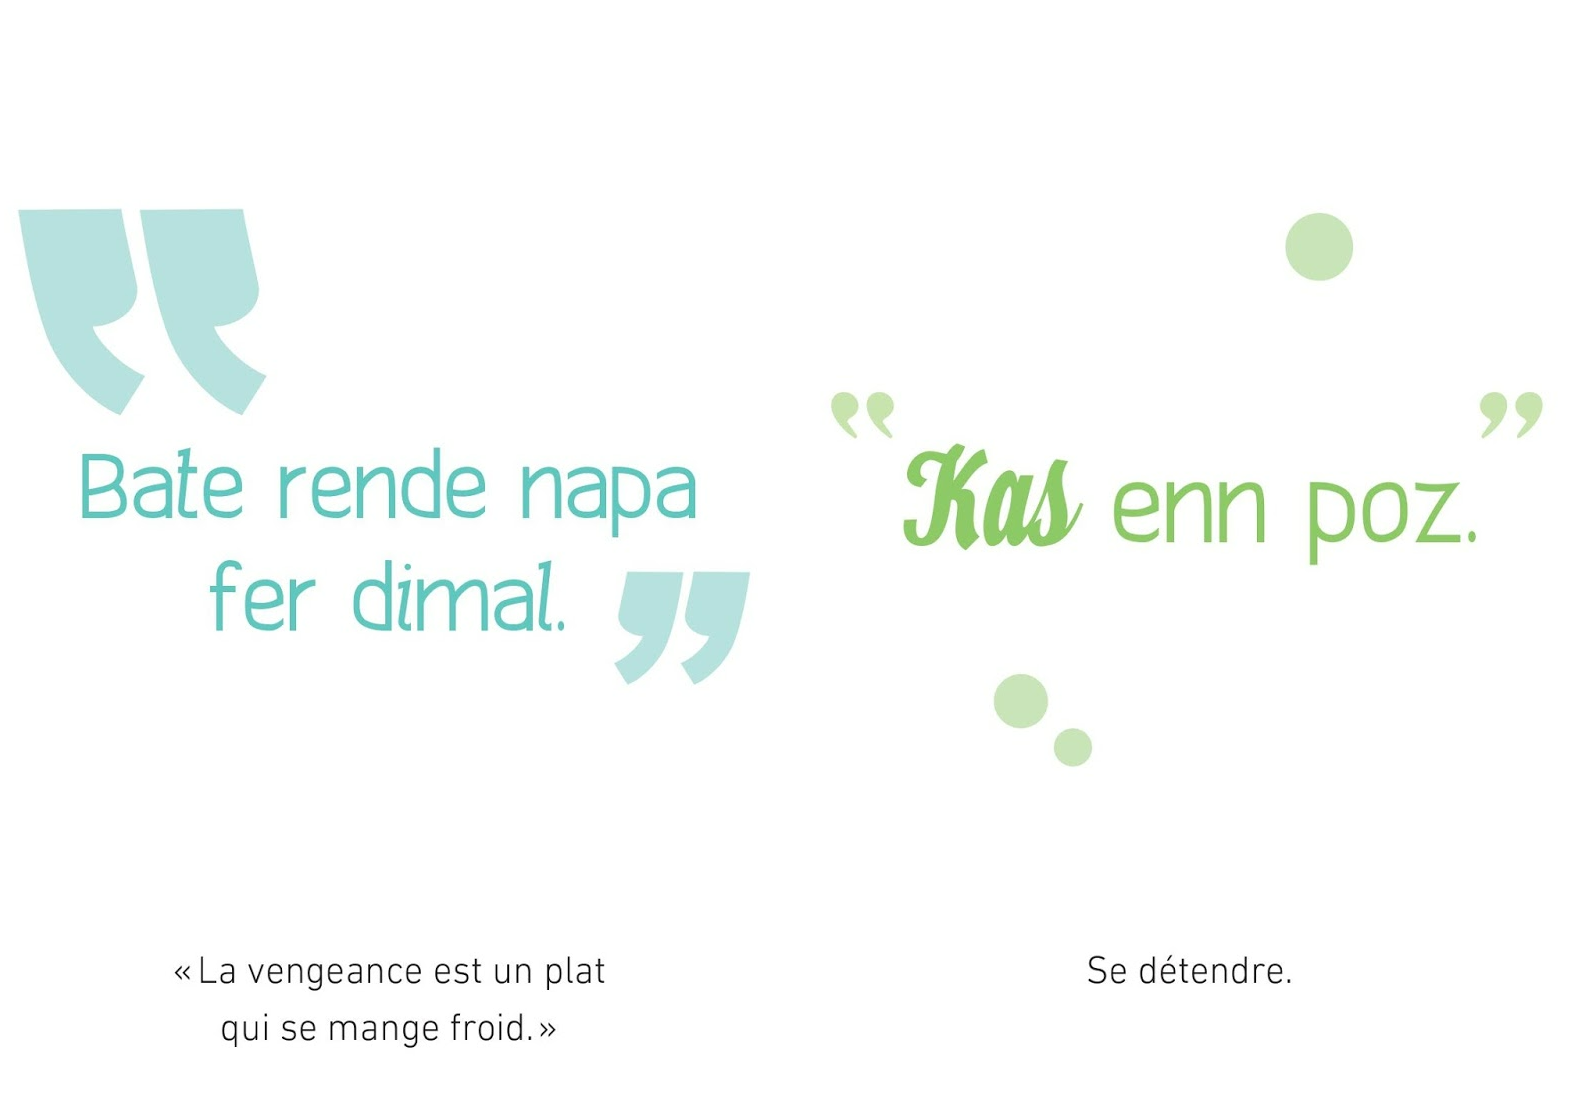 “Bate rende napa
fer dimal.”
« La vengeance est un plat
qui se mange froid. »
“Kas enn poz.”
Se détendre.